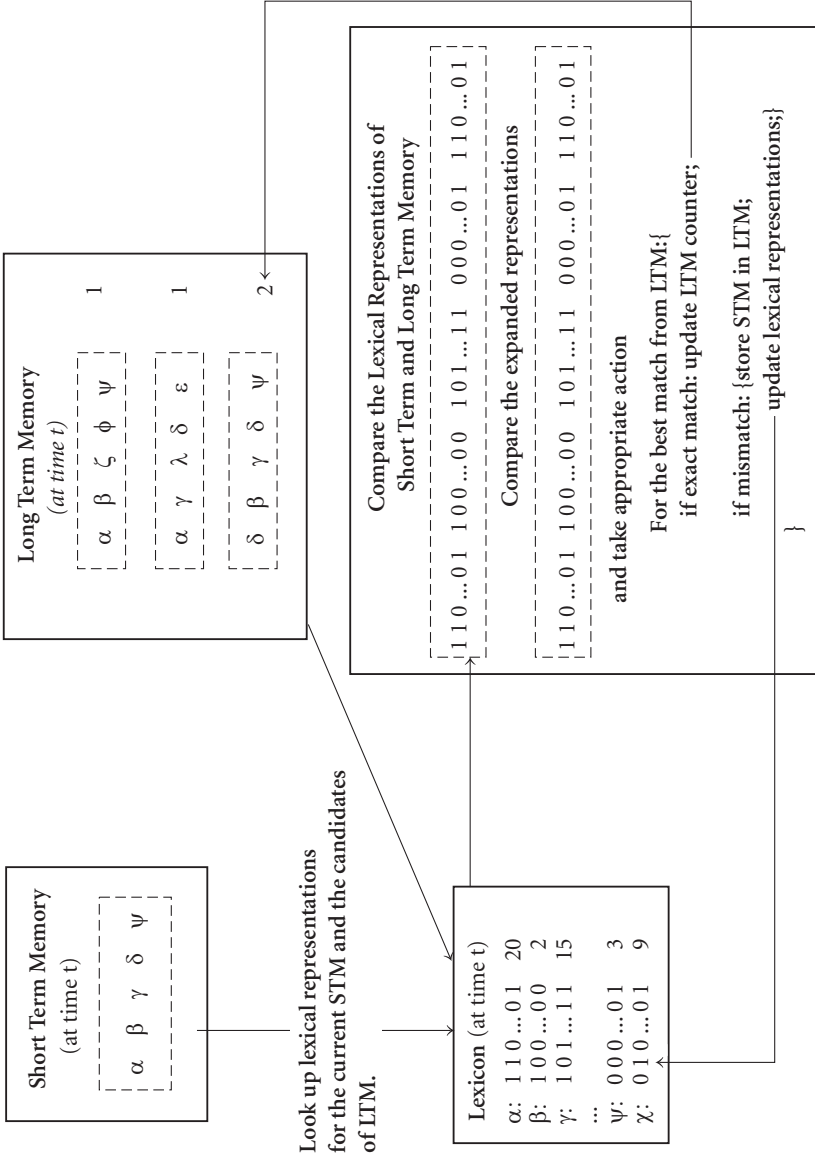 Short Term Memory
(at time t)
α β γ δ ψ
Long Term Memory
(at time t)
α β ζ φ ψ 1
α γ λ δ ε 1
δ β γ δ ψ 2
Look up lexical representations
for the current STM and the candidates
of LTM.
Lexicon (at time t)
α: 1 1 0 ... 0 1 20
β: 1 0 0 ... 0 0 2
γ: 1 0 1 ... 1 1 15
...
ψ: 0 0 0 ... 0 1 3
χ: 0 1 0 ... 0 1 9
Compare the Lexical Representations of
Short Term and Long Term Memory
1 1 0 ... 0 1 1 0 0 ... 0 0 1 0 1 ... 1 1 0 0 0 ... 0 1 1 1 0 ... 0 1
Compare the expanded representations
1 1 0 ... 0 1 1 0 0 ... 0 0 1 0 1 ... 1 1 0 0 0 ... 0 1 1 1 0 ... 0 1
and take appropriate action
For the best match from LTM:{
if exact match: update LTM counter;
if mismatch: {store STM in LTM;
update lexical representations;}
}